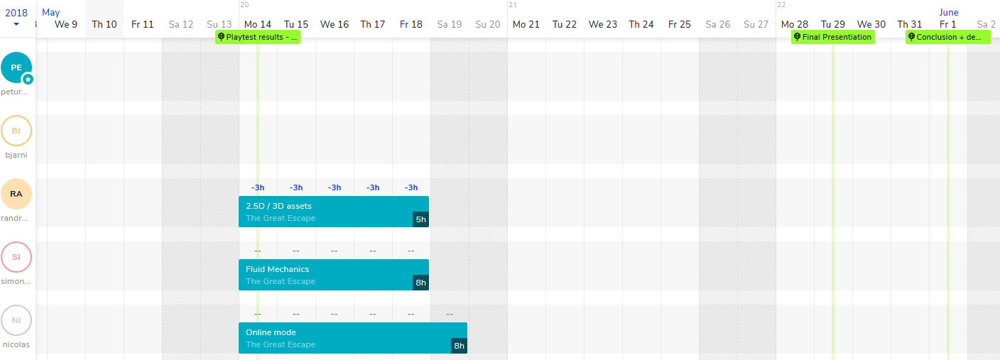 2018
May
20
21
22
June
We 9 Th 10 Fr 11 Sa 12 Su 13 Mo 14 Tu 15 We 16 Th 17 Fr 18 Sa 19 Su 20 Mo 21 Tu 22 We 23 Th 24 Fr 25 Sa 26 Su 27 Mo 28 Tu 29 We 30 Th 31 Fr 1 Sa 2
Playtest results - ...
Final Presentation
Conclusion + de...
PE
petur...
BJ
bjarni
RA
randr...
-3h -3h -3h -3h -3h
2.5D / 3D assets
The Great Escape
5h
SI
simon...
-- -- -- -- --
Fluid Mechanics
The Great Escape
8h
NI
nicolas
-- -- -- -- -- --
Online mode
The Great Escape
8h